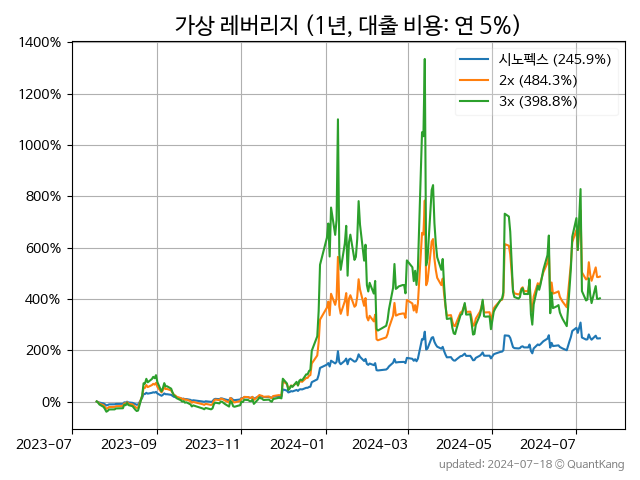 가상 레버리지 (1년, 대출 비용: 연 5%)
1400%
1200%
1000%
800%
600%
400%
200%
0%
시노펙스 (245.9%)
2x (484.3%)
3x (398.8%)
2023-07 2023-09 2023-11 2024-01 2024-03 2024-05 2024-07
updated: 2024-07-18 © QuantKang